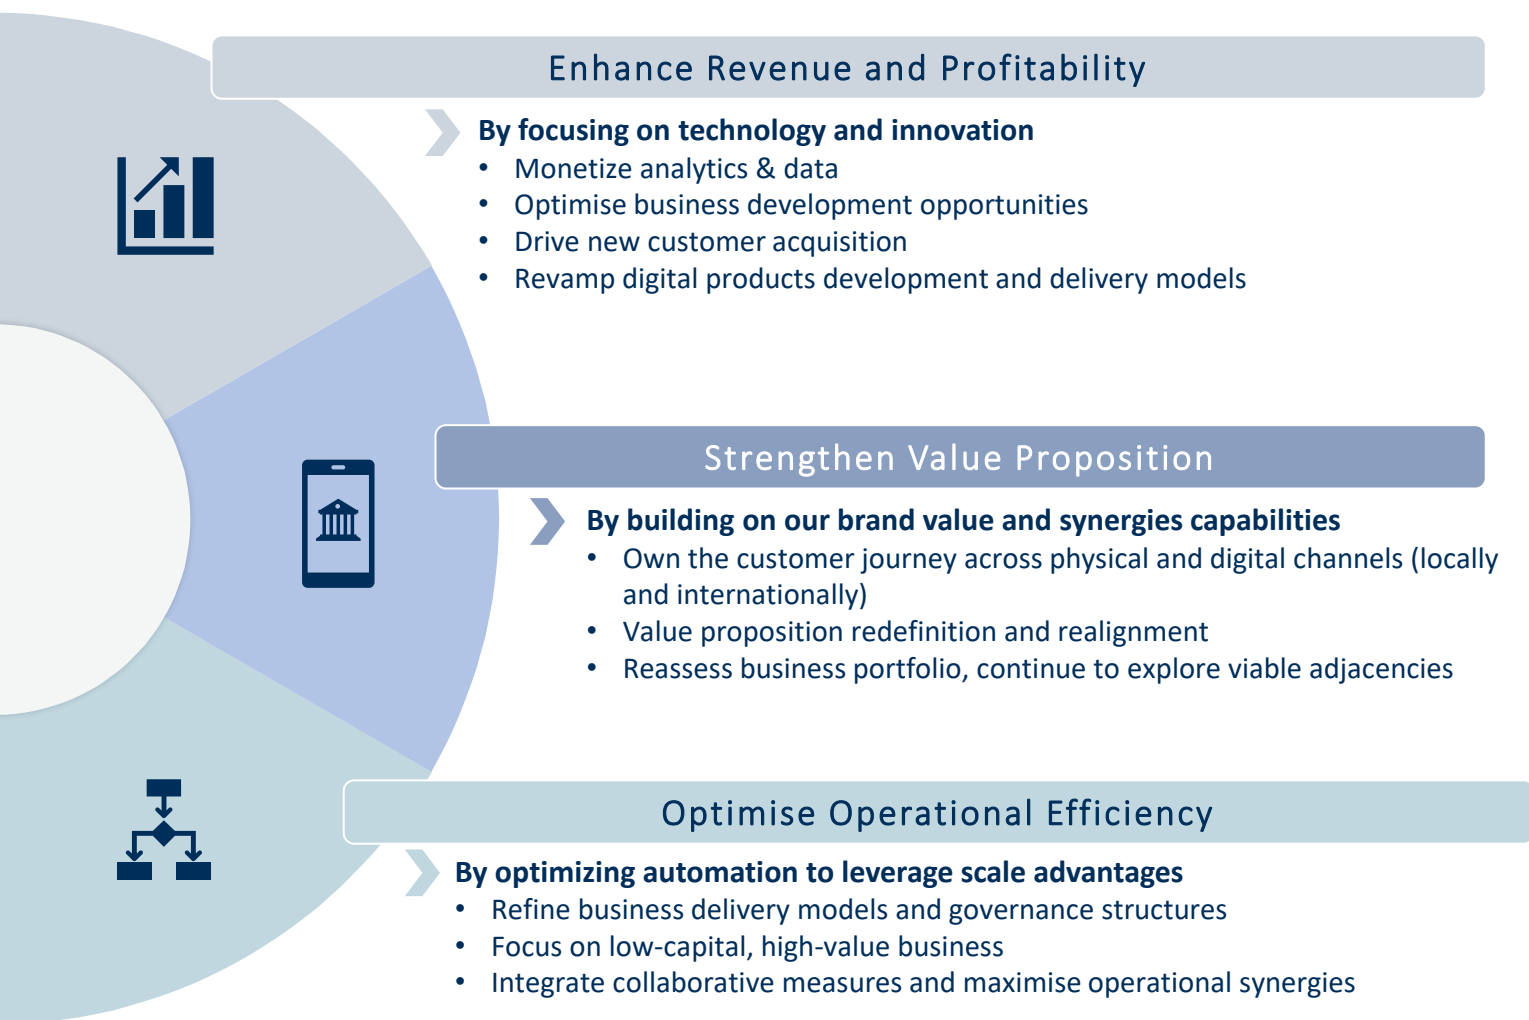 Enhance Revenue and Profitability
By focusing on technology and innovation
• Monetize analytics & data
• Optimise business development opportunities
• Drive new customer acquisition
• Revamp digital products development and delivery models
Strengthen Value Proposition
By building on our brand value and synergies capabilities
• Own the customer journey across physical and digital channels (locally
and internationally)
• Value proposition redefinition and realignment
• Reassess business portfolio, continue to explore viable adjacencies
Optimise Operational Efficiency
By optimizing automation to leverage scale advantages
• Refine business delivery models and governance structures
• Focus on low-capital, high-value business
• Integrate collaborative measures and maximise operational synergies